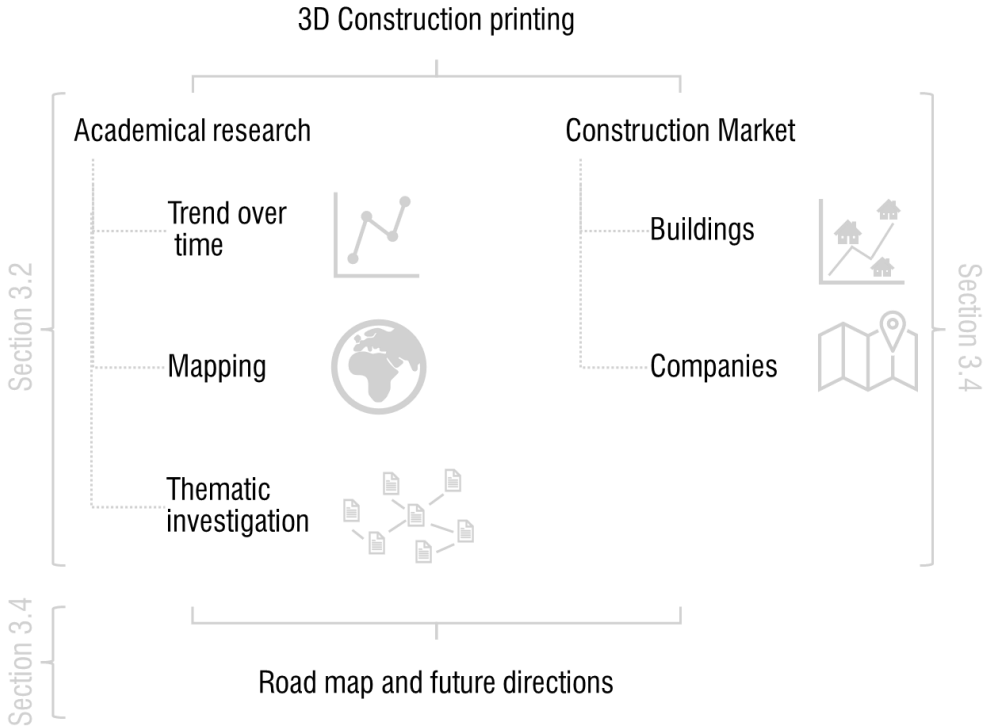 3D Construction printing
Academical research
Construction Market
Trend over
time
Buildings
Section 3.2
Section 3.4
Mapping
Companies
Thematic
investigation
Section 3.4
Road map and future directions